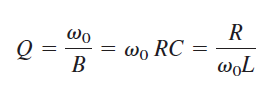 Q = ω₀/B = ω₀ RC = R/ω₀L